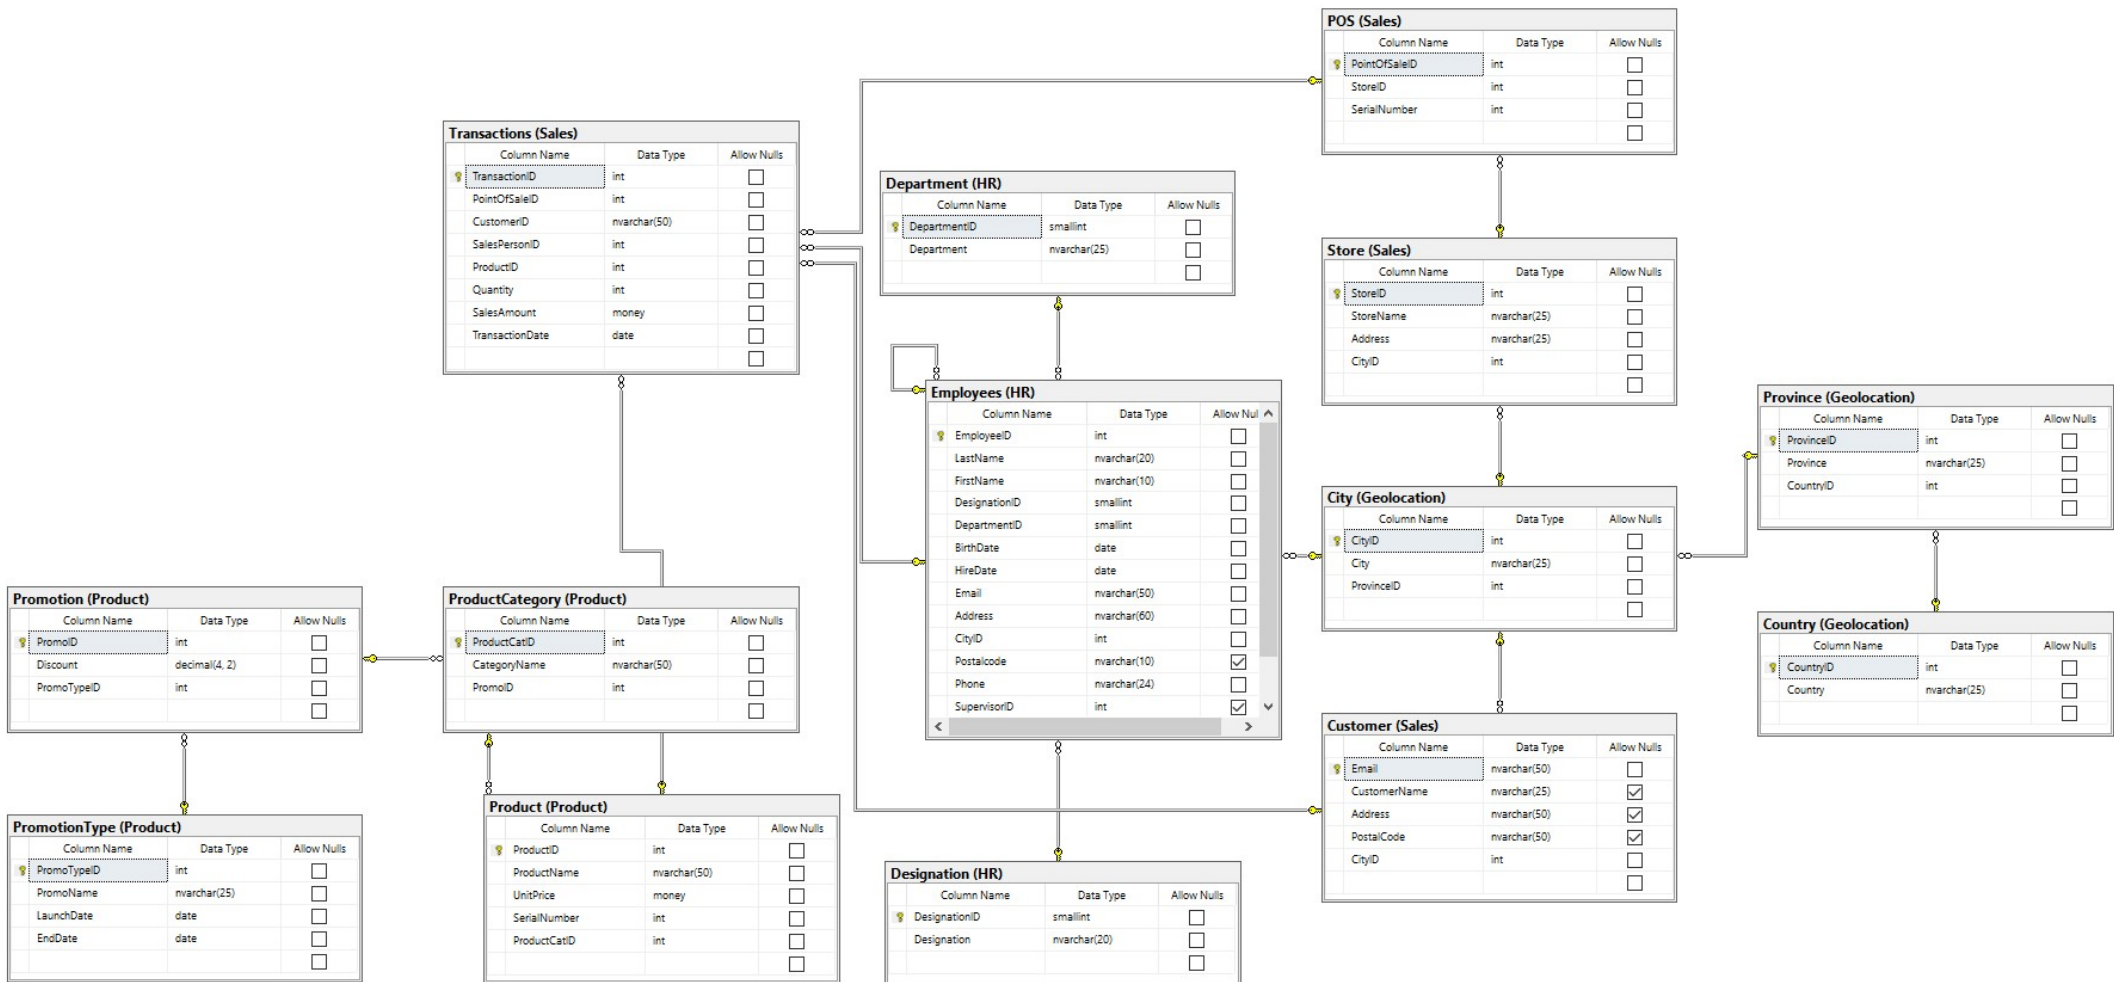 POS (Sales)
Column Name Data Type Allow Nulls
PointOfSaleID int
StoreID int
SerialNumber int
Transactions (Sales)
Column Name Data Type Allow Nulls
TransactionID int
PointOfSaleID int
CustomerID nvarchar(50)
SalesPersonID int
ProductID int
Quantity int
SalesAmount money
TransactionDate date
Department (HR)
Column Name Data Type Allow Nulls
DepartmentID smallint
Department nvarchar(25)
Store (Sales)
Column Name Data Type Allow Nulls
StoreID int
StoreName nvarchar(25)
Address nvarchar(25)
CityID int
Employees (HR)
Column Name Data Type Allow Nul
EmployeeID int
LastName nvarchar(20)
FirstName nvarchar(10)
DesignationID smallint
DepartmentID smallint
BirthDate date
HireDate date
Email nvarchar(50)
Address nvarchar(60)
CityID int
Postalcode nvarchar(10)
Phone nvarchar(24)
SupervisorID int
Province (Geolocation)
Column Name Data Type Allow Nulls
ProvinceID int
Province nvarchar(25)
CountryID int
City (Geolocation)
Column Name Data Type Allow Nulls
CityID int
City nvarchar(25)
ProvinceID int
Promotion (Product)
Column Name Data Type Allow Nulls
PromoID int
Discount decimal(4, 2)
PromoTypeID int
ProductCategory (Product)
Column Name Data Type Allow Nulls
ProductCatID int
CategoryName nvarchar(50)
PromoID int
Country (Geolocation)
Column Name Data Type Allow Nulls
CountryID int
Country nvarchar(25)
Customer (Sales)
Column Name Data Type Allow Nulls
Email nvarchar(50)
CustomerName nvarchar(25)
Address nvarchar(50)
PostalCode nvarchar(50)
CityID int
PromotionType (Product)
Column Name Data Type Allow Nulls
PromoTypeID int
PromoName nvarchar(25)
LaunchDate date
EndDate date
Product (Product)
Column Name Data Type Allow Nulls
ProductID int
ProductName nvarchar(50)
UnitPrice money
SerialNumber int
ProductCatID int
Designation (HR)
Column Name Data Type Allow Nulls
DesignationID smallint
Designation nvarchar(20)